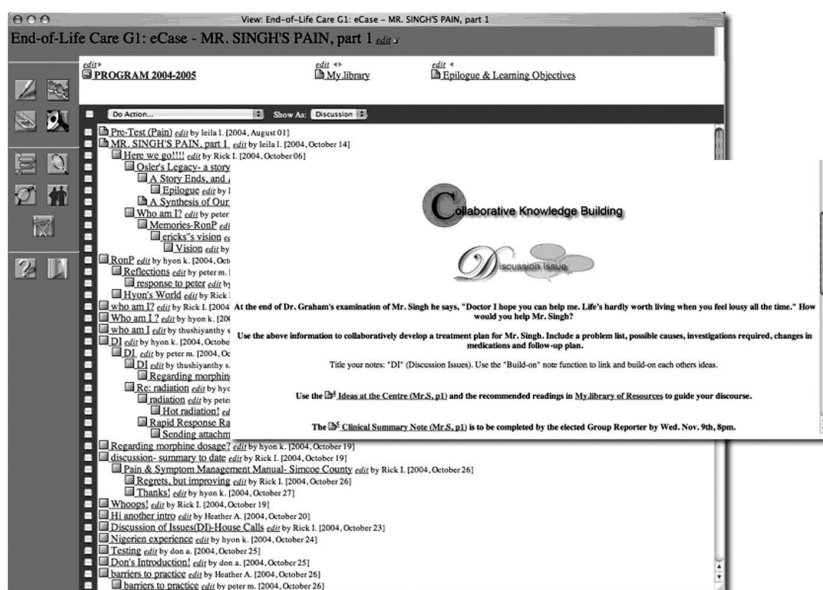 View: End-of-Life Care G1: eCase - MR. SINGH'S PAIN, part 1
End-of-Life Care G1: eCase - MR. SINGH'S PAIN, part 1 edit
edit edit edit
PROGRAM 2004-2005 My.library Epilogue & Learning Objectives
Do Action... Show As: Discussion
Pre-Test (Pain) edit by leila l. [2004, August 01]
MR. SINGH'S PAIN, part 1 edit by leila l. [2004, October 14]
Here we go!!!! edit by Rick I. [2004, October 06]
Osler's Legacy- a story
A Story Ends, and
Epilogue edit by
A Synthesis of Our
Who am I? edit by peter
Memories-RonP edit
ericks"s vision
Vision edit by
RonP edit by hyon k. [2004, Oct
Reflections edit by peter m. [
response to peter edit by
Hyon's World edit by Rick
who am I? edit by Rick I. [2004
Who am I ? edit by hyon k. [200
who am I edit by thushiyanthy s
DI edit by hyon k. [2004, Oc
DI edit by peter m. [2004, Oc
DI edit by thushiyanthy s.
Regarding morphin
Re: radiation edit by hyo
radiation edit by pete
Hot radiation! ed
Rapid Response Ra
Sending attachm
Regarding morphine dosage? edit by hyon k. [2004, October 19]
discussion- summary to date edit by Rick I. [2004, October 19]
Pain & Symptom Management Manual- Simcoe County edit by Rick I. [2004, October 26]
Regrets, but improving edit by Rick I. [2004, October 26]
Thanks! edit by hyon k. [2004, October 27]
Whoops! edit by Rick I. [2004, October 19]
Hi another intro edit by Heather A. [2004, October 20]
Discussion of Issues(DI)-House Calls edit by Rick I. [2004, October 23]
Nigerien experience edit by hyon k. [2004, October 24]
Testing edit by don a. [2004, October 25]
Don's Introduction! edit by don a. [2004, October 25]
barriers to practice edit by Heather A. [2004, October 26]
barriers to practice edit by peter m. [2004, October 26]
Collaborative Knowledge Building
Discussion Issue
At the end of Dr. Graham's examination of Mr. Singh he says, "Doctor I hope you can help me. Life's hardly worth living when you feel lousy all the time." How
would you help Mr. Singh?
Use the above information to collaboratively develop a treatment plan for Mr. Singh. Include a problem list, possible causes, investigations required, changes in
medications and follow-up plan.
Title your notes: "DI" (Discussion Issues). Use the "Build-on" note function to link and build-on each others ideas.
Use the Ideas at the Centre (Mr.S, p1) and the recommended readings in My.library of Resources to guide your discourse.
The Clinical Summary Note (Mr.S, p1) is to be completed by the elected Group Reporter by Wed. Nov. 9th, 8pm.